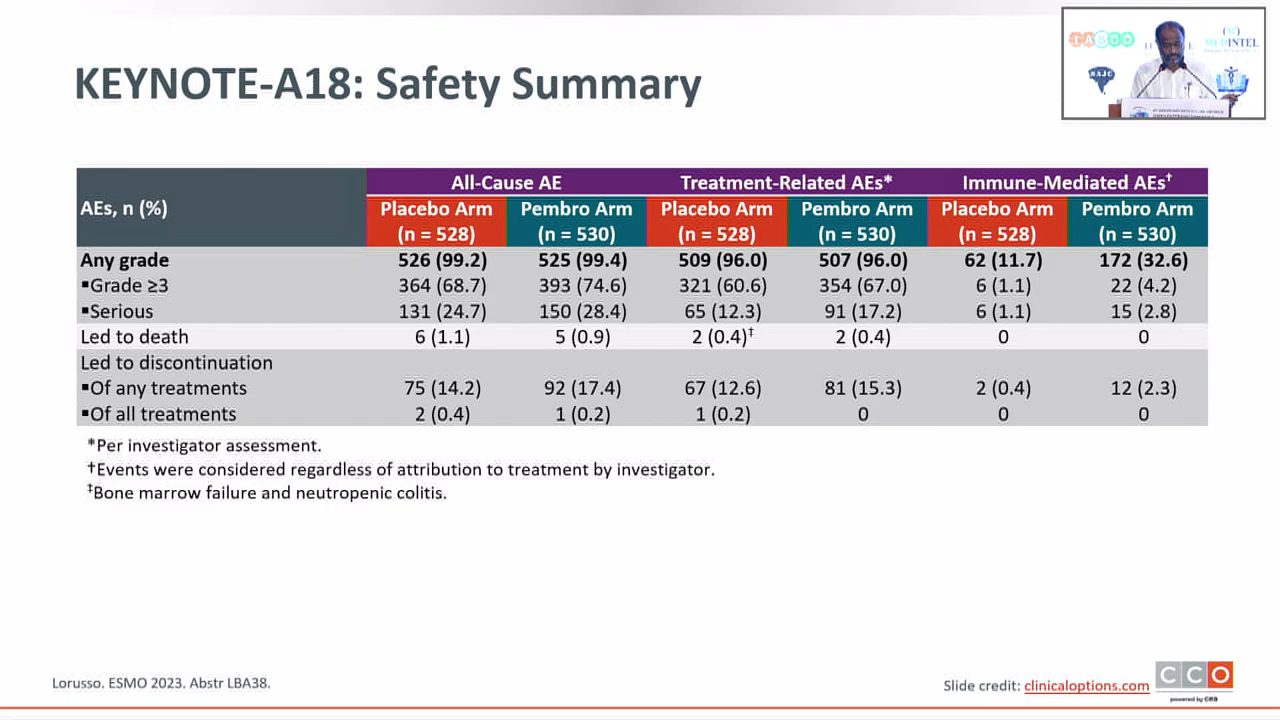 KEYNOTE-A18: Safety Summary
TASGO
MEDINTEL
NAJC
AEs, n (%) All-Cause AE Treatment-Related AEs* Immune-Mediated AEs†
Placebo Arm (n = 528) Pembro Arm (n = 530) Placebo Arm (n = 528) Pembro Arm (n = 530) Placebo Arm (n = 528) Pembro Arm (n = 530)
Any grade 526 (99.2) 525 (99.4) 509 (96.0) 507 (96.0) 62 (11.7) 172 (32.6)
▪Grade ≥3 364 (68.7) 393 (74.6) 321 (60.6) 354 (67.0) 6 (1.1) 22 (4.2)
▪Serious 131 (24.7) 150 (28.4) 65 (12.3) 91 (17.2) 6 (1.1) 15 (2.8)
Led to death 6 (1.1) 5 (0.9) 2 (0.4)‡ 2 (0.4) 0 0
Led to discontinuation
▪Of any treatments 75 (14.2) 92 (17.4) 67 (12.6) 81 (15.3) 2 (0.4) 12 (2.3)
▪Of all treatments 2 (0.4) 1 (0.2) 1 (0.2) 0 0 0
*Per investigator assessment.
†Events were considered regardless of attribution to treatment by investigator.
‡Bone marrow failure and neutropenic colitis.
Lorusso. ESMO 2023. Abstr LBA38.
Slide credit: clinicaloptions.com
CCO
powered by CEA